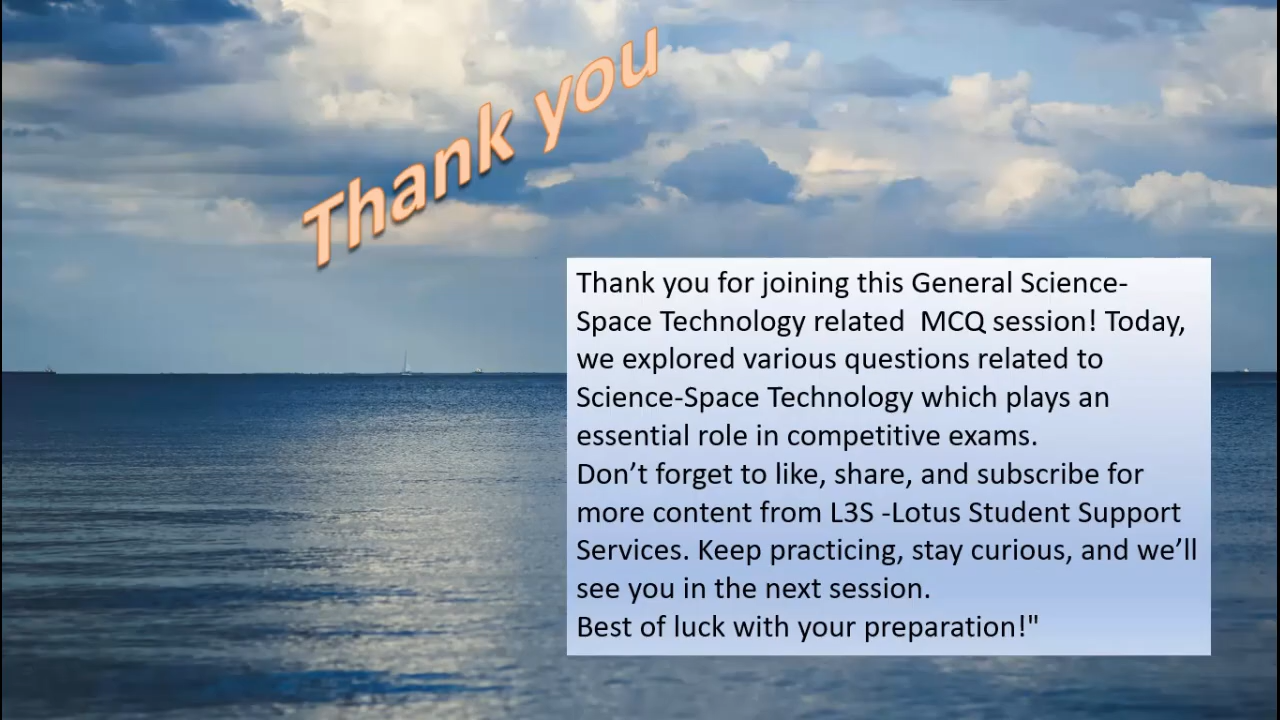 Thank you
Thank you for joining this General Science-
Space Technology related  MCQ session! Today,
we explored various questions related to
Science-Space Technology which plays an
essential role in competitive exams.
Don’t forget to like, share, and subscribe for
more content from L3S -Lotus Student Support
Services. Keep practicing, stay curious, and we’ll
see you in the next session.
Best of luck with your preparation!"